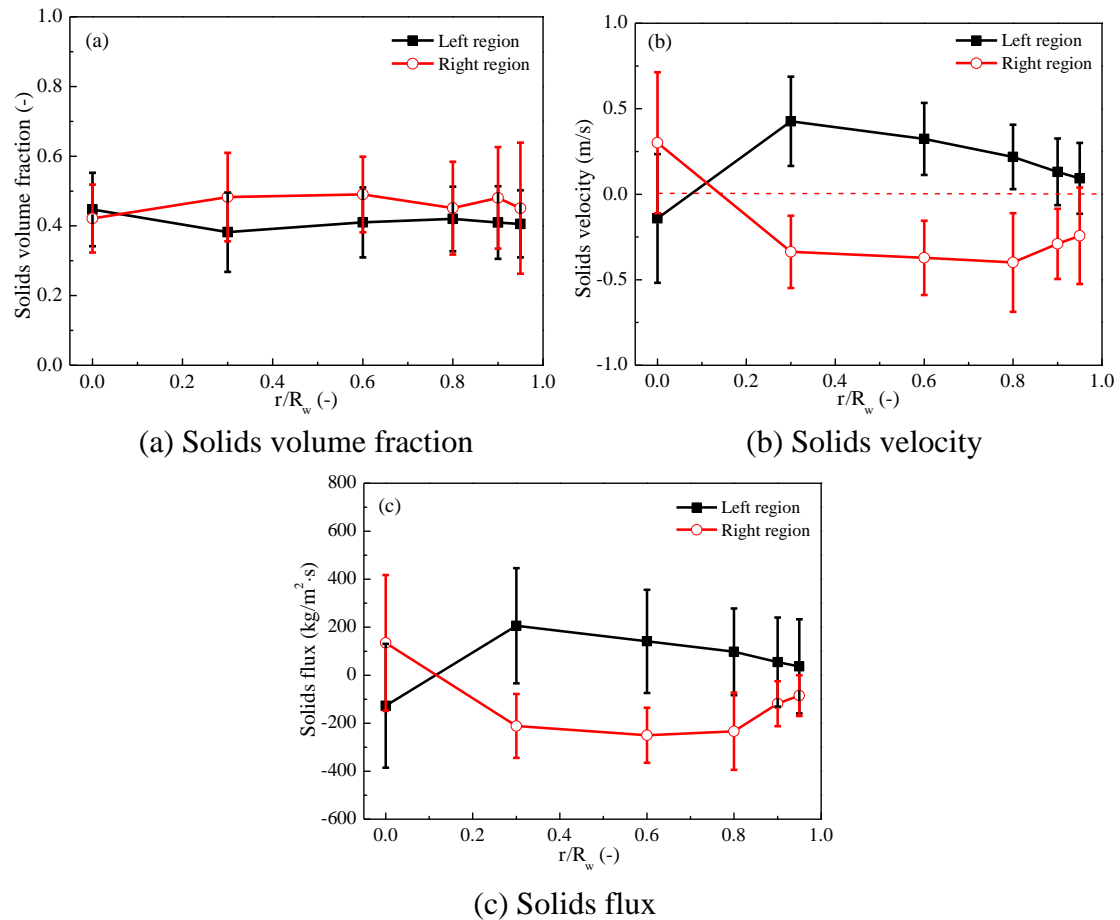 (a)
Left region
Right region
Solids volume fraction (-)
1.0
0.8
0.6
0.4
0.2
0.0
0.0 0.2 0.4 0.6 0.8 1.0
r/R_w (-)
(a) Solids volume fraction
(b)
Left region
Right region
Solids velocity (m/s)
1.0
0.5
0.0
-0.5
-1.0
0.0 0.2 0.4 0.6 0.8 1.0
r/R_w (-)
(b) Solids velocity
(c)
Left region
Right region
Solids flux (kg/m²·s)
800
600
400
200
0
-200
-400
-600
0.0 0.2 0.4 0.6 0.8 1.0
r/R_w (-)
(c) Solids flux